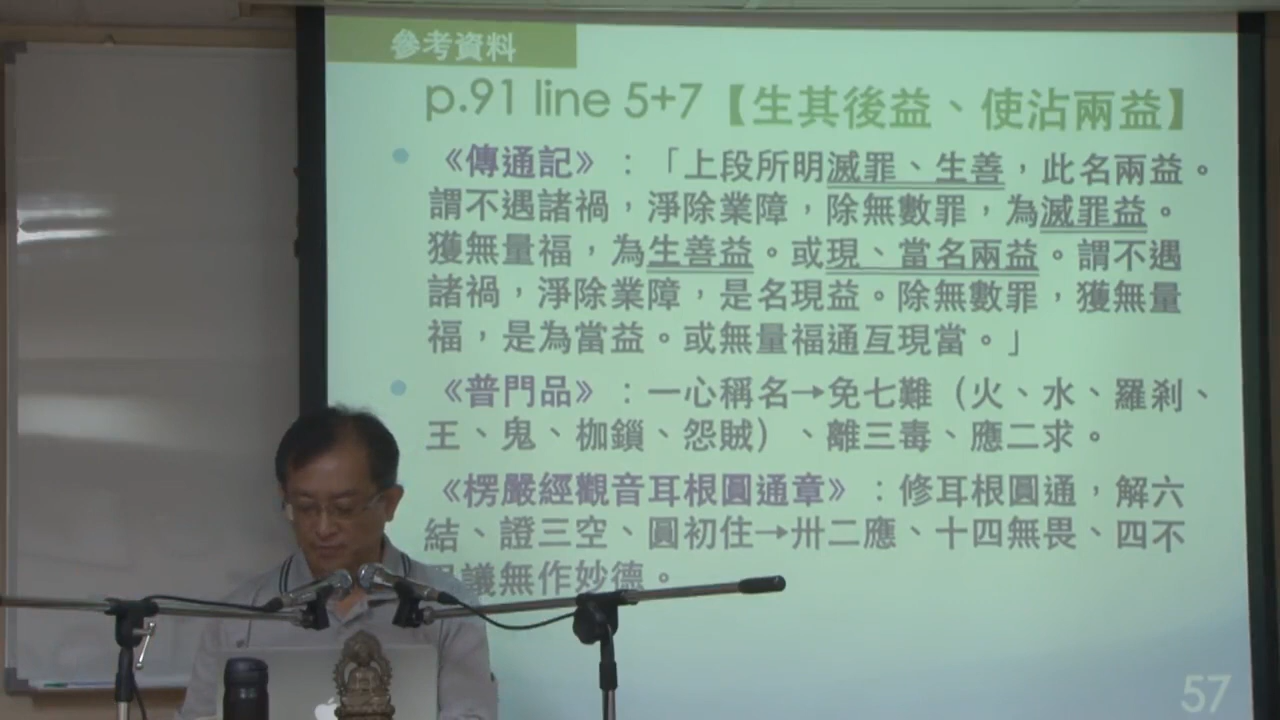 參考資料
p.91 line 5+7【生其後益、使沾兩益】
《傳通記》：「上段所明滅罪、生善，此名兩益。
謂不遇諸禍，淨除業障，除無數罪，為滅罪益。
獲無量福，為生善益。或現、當名兩益。謂不遇
諸禍，淨除業障，是名現益。除無數罪，獲無量
福，是為當益。或無量福通互現當。」
《普門品》：一心稱名→免七難（火、水、羅剎、
王、鬼、枷鎖、怨賊）、離三毒、應二求。
《楞嚴經觀音耳根圓通章》：修耳根圓通，解六
結、證三空、圓初住→卅二應、十四無畏、四不
議無作妙德。
57